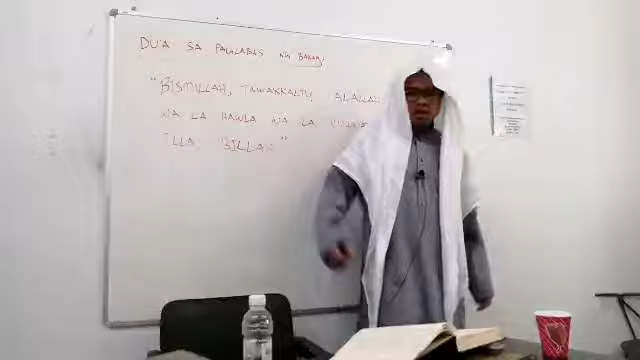 DU'A SA PAGLABAS NG BAHAY:
"BISMILLAH, TAWAKKALTU, ALALLAH
WA LA HAWLA WA LA
ILLA BILLAH"